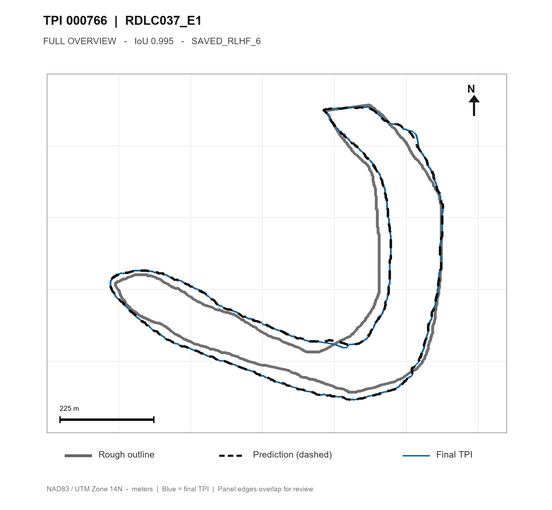 TPI 000766 | RDLC037_E1
FULL OVERVIEW - IoU 0.995 - SAVED_RLHF_6
N
225 m
Rough outline
Prediction (dashed)
Final TPI
NAD83 / UTM Zone 14N - meters | Blue = final TPI | Panel edges overlap for review